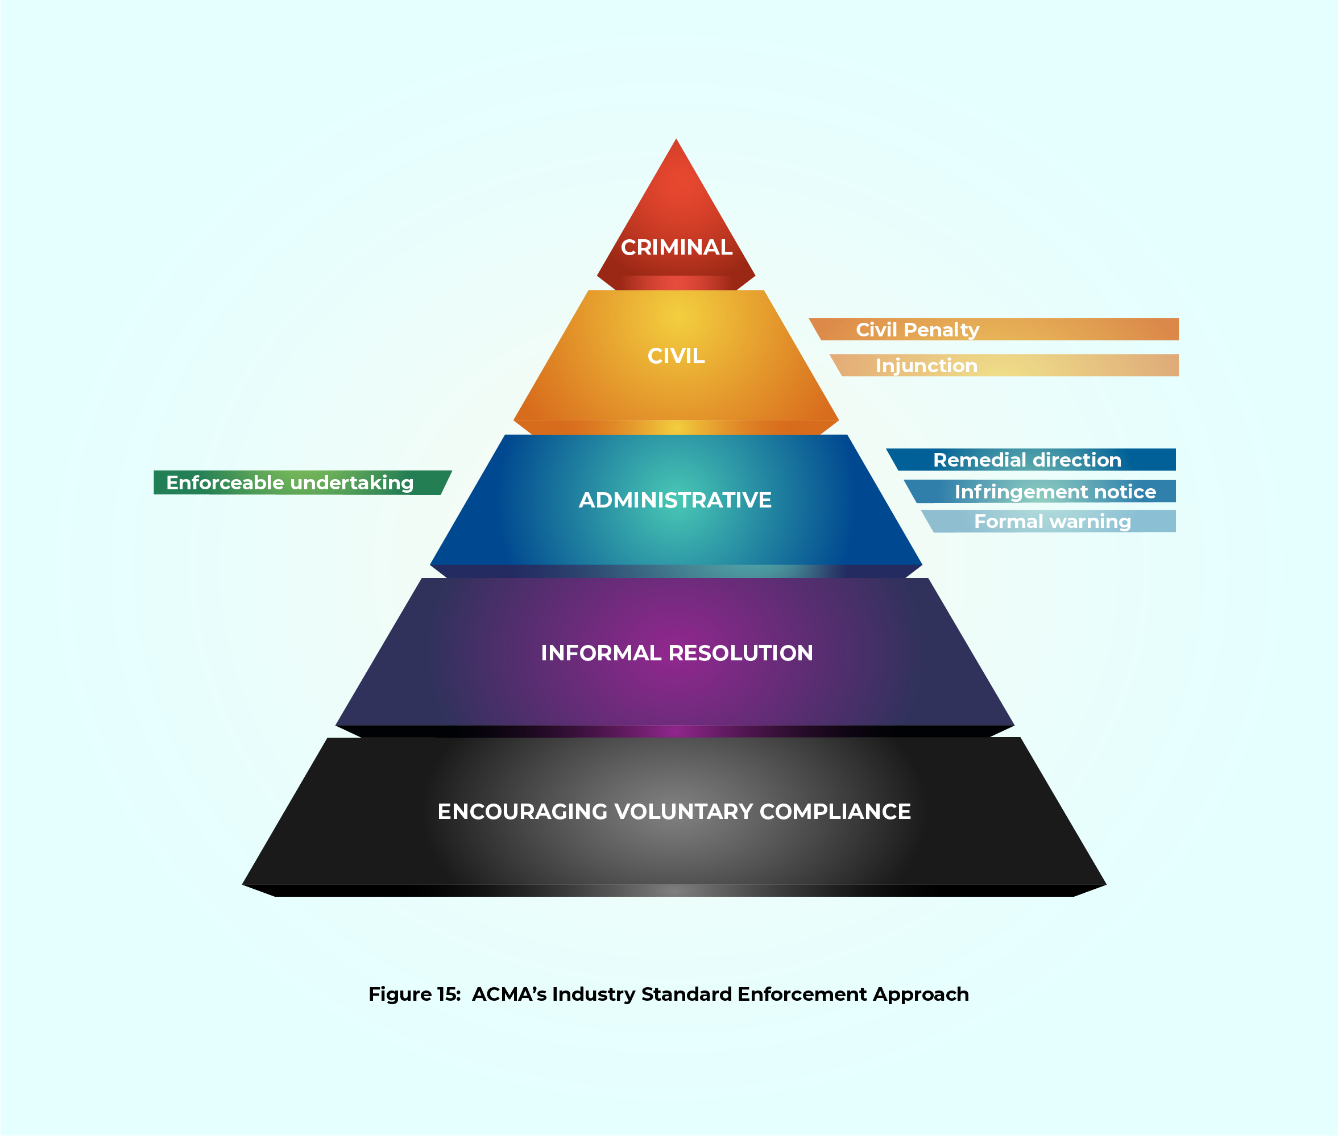 CRIMINAL
CIVIL
Civil Penalty
Injunction
Enforceable undertaking
ADMINISTRATIVE
Remedial direction
Infringement notice
Formal warning
INFORMAL RESOLUTION
ENCOURAGING VOLUNTARY COMPLIANCE
Figure 15: ACMA’s Industry Standard Enforcement Approach